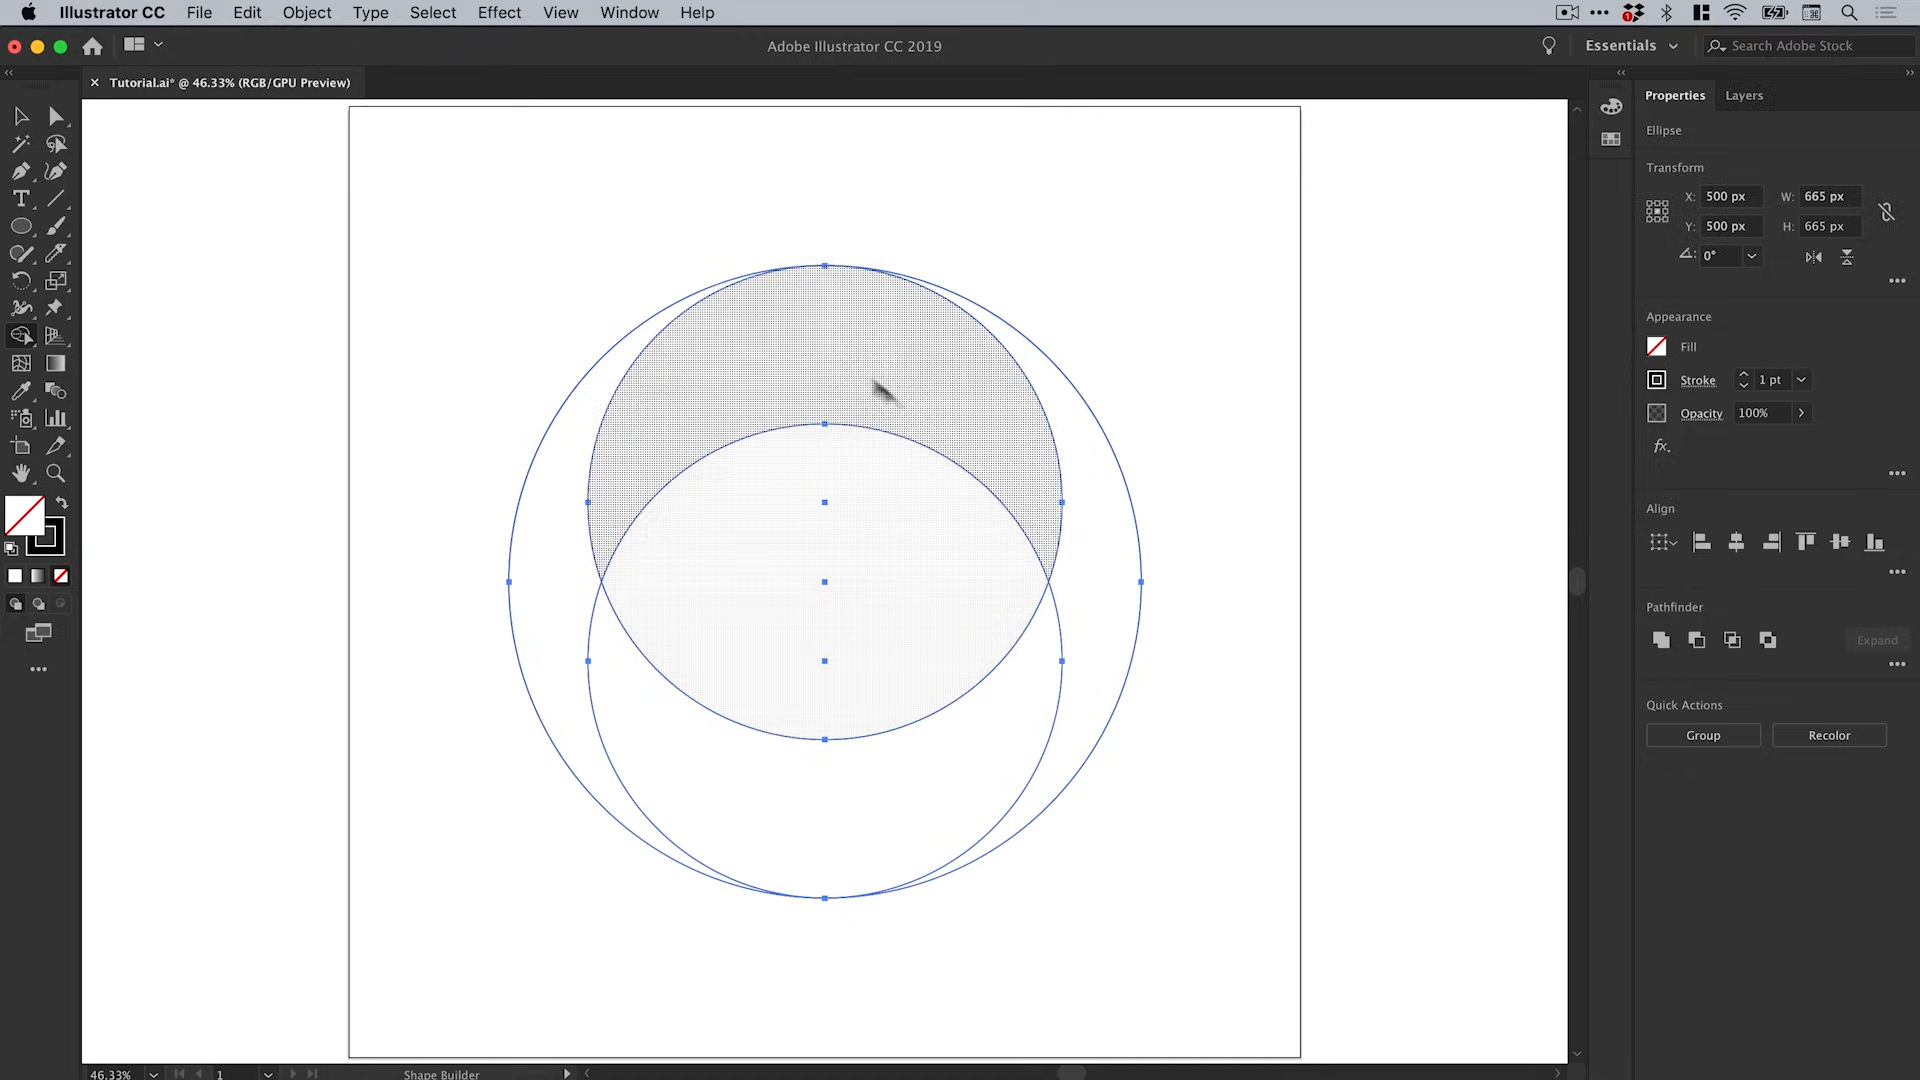 Illustrator CC File Edit Object Type Select Effect View Window Help
1
Adobe Illustrator CC 2019
Essentials
Search Adobe Stock
Tutorial.ai* @ 46.33% (RGB/GPU Preview)
Properties Layers
Ellipse
Transform
X: 500 px W: 665 px
Y: 500 px H: 665 px
0°
Appearance
Fill
Stroke 1 pt
Opacity 100%
fx.
Align
Pathfinder
Expand
Quick Actions
Group Recolor
46.33% 1 Shape Builder